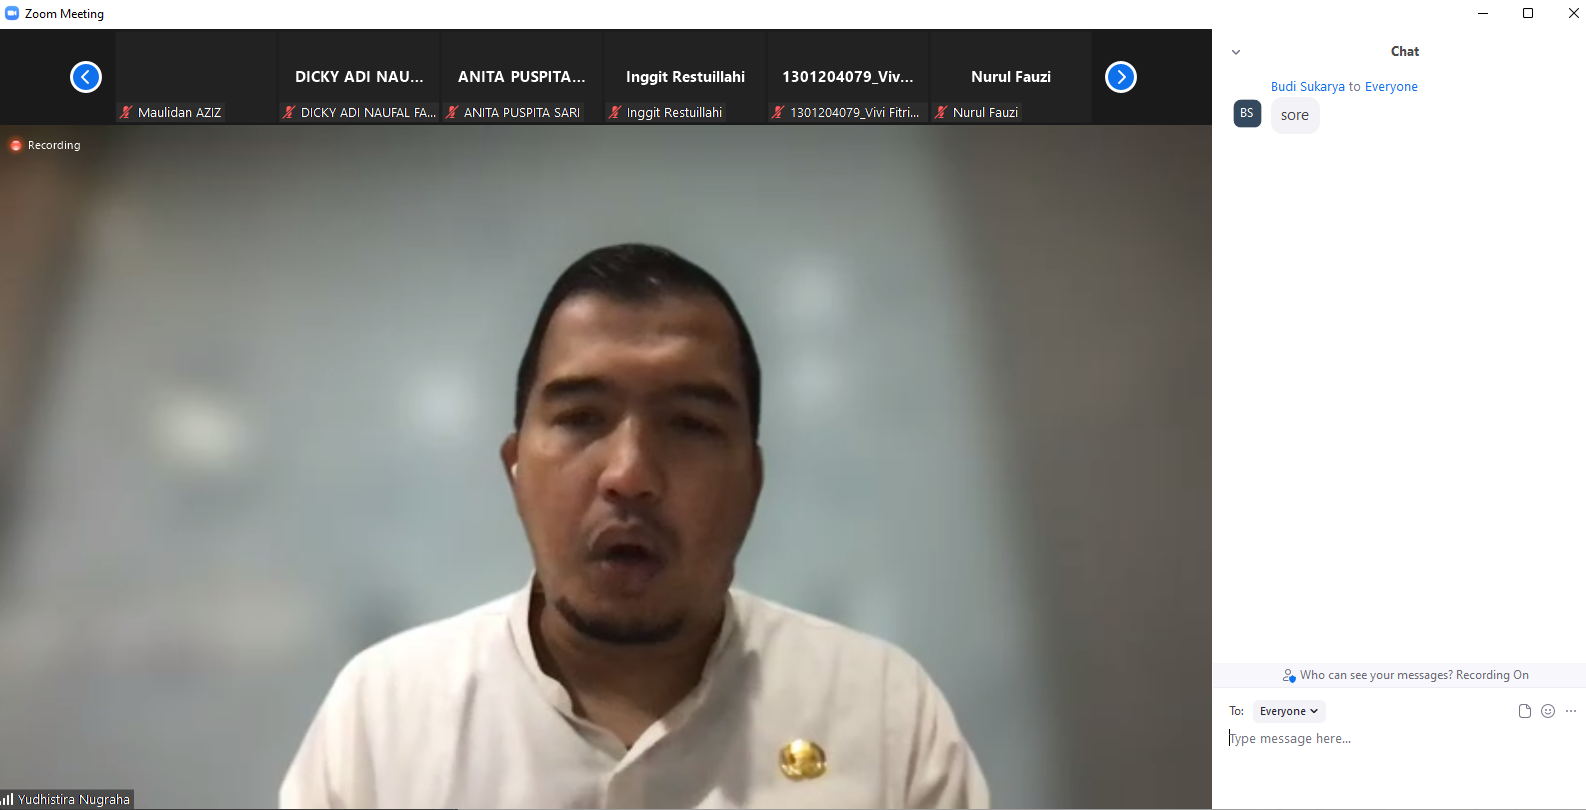 Zoom Meeting
DICKY ADI NAU...
ANITA PUSPITA...
Inggit Restuillahi
1301204079_Viv...
Nurul Fauzi
Maulidan AZIZ
DICKY ADI NAUFAL FA...
ANITA PUSPITA SARI
Inggit Restuillahi
1301204079_Vivi Fitri...
Nurul Fauzi
Recording
Yudhistira Nugraha
Chat
Budi Sukarya to Everyone
BS
sore
Who can see your messages? Recording On
To: Everyone
Type message here...